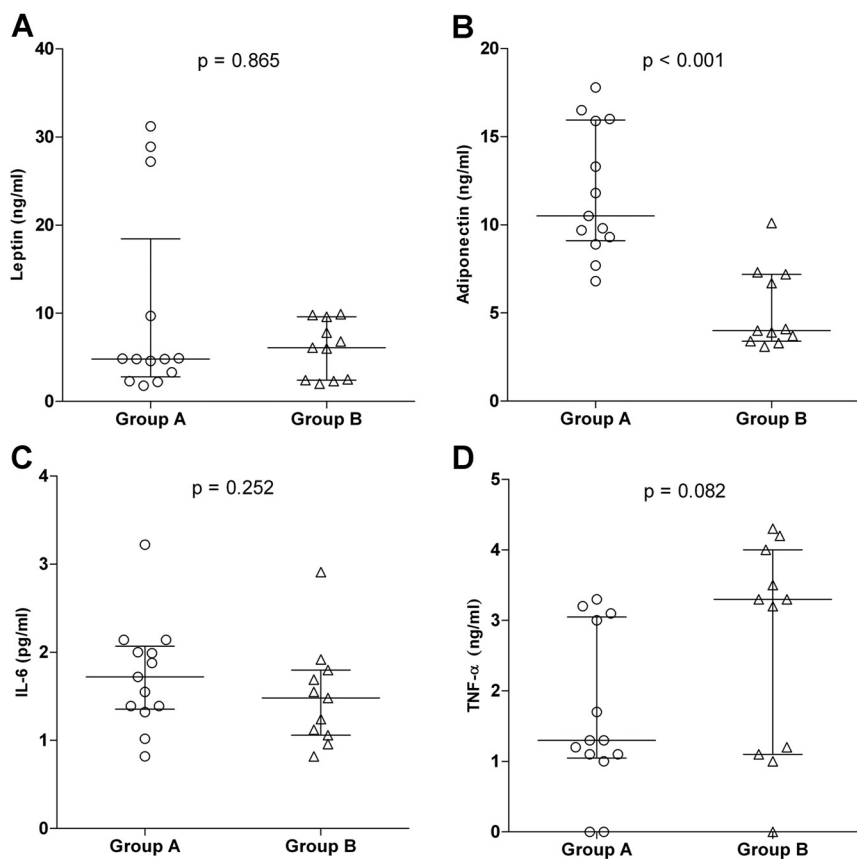 A
p = 0.865
Leptin (ng/ml)
40
30
20
10
0
Group A
Group B
B
p < 0.001
Adiponectin (ng/ml)
20
15
10
5
0
Group A
Group B
C
p = 0.252
IL-6 (pg/ml)
4
3
2
1
0
Group A
Group B
D
p = 0.082
TNF-α (ng/ml)
5
4
3
2
1
0
Group A
Group B